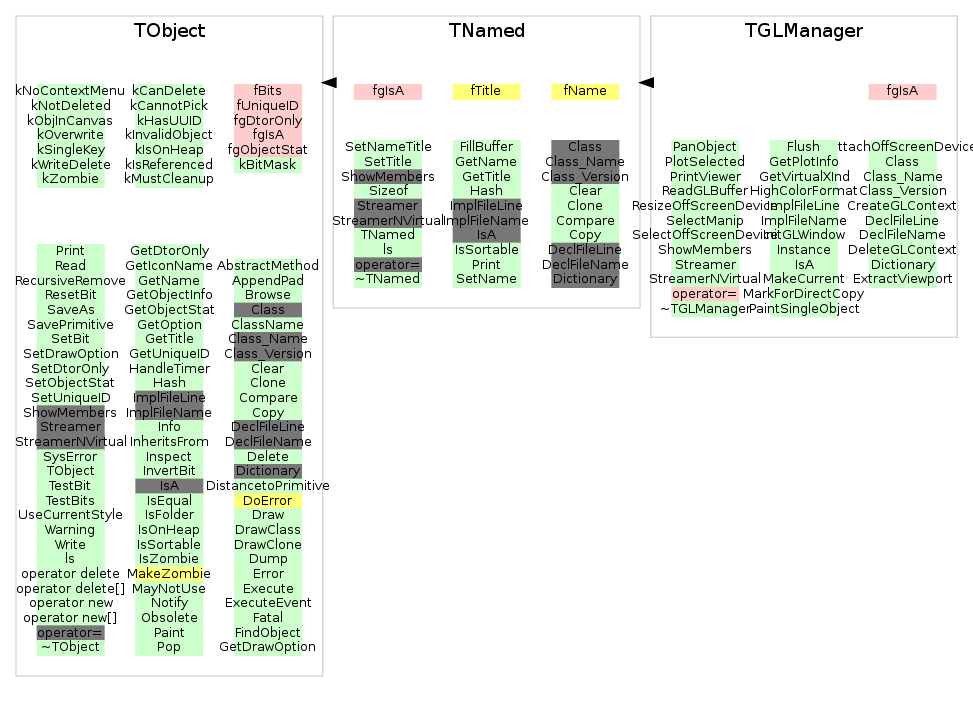 TObject
kNoContextMenu kCanDelete fBits
kNotDeleted kCannotPick fUniqueID
kObjInCanvas kHasUUID fgDtorOnly
kOverwrite kInvalidObject fgIsA
kSingleKey kIsOnHeap fgObjectStat
kWriteDelete kIsReferenced kBitMask
kZombie kMustCleanup
Print GetDtorOnly
Read GetIconName AbstractMethod
RecursiveRemove GetName AppendPad
ResetBit GetObjectInfo Browse
SaveAs GetObjectStat Class
SavePrimitive GetOption ClassName
SetBit GetTitle Class_Name
SetDrawOption GetUniqueID Class_Version
SetDtorOnly HandleTimer Clear
SetObjectStat Hash Clone
SetUniqueID ImplFileLine Compare
ShowMembers ImplFileName Copy
Streamer Info DeclFileLine
StreamerNVirtual InheritsFrom DeclFileName
SysError Inspect Delete
TObject InvertBit Dictionary
TestBit IsA DistancetoPrimitive
TestBits IsEqual DoError
UseCurrentStyle IsFolder Draw
Warning IsOnHeap DrawClass
Write IsSortable DrawClone
ls IsZombie Dump
operator delete MakeZombie Error
operator delete[] MayNotUse Execute
operator new Notify ExecuteEvent
operator new[] Obsolete Fatal
operator= Paint FindObject
~TObject Pop GetDrawOption
TNamed
fgIsA fTitle fName
SetNameTitle FillBuffer Class
SetTitle GetName Class_Name
ShowMembers GetTitle Class_Version
Sizeof Hash Clear
Streamer ImplFileLine Clone
StreamerNVirtual ImplFileName Compare
TNamed IsA Copy
ls IsSortable DeclFileLine
operator= Print DeclFileName
~TNamed SetName Dictionary
TGLManager
fgIsA
PanObject Flush ttachOffScreenDevice
PlotSelected GetPlotInfo Class
PrintViewer GetVirtualXInd Class_Name
ReadGLBuffer HighColorFormat Class_Version
ResizeOffScreenDevice ImplFileLine CreateGLContext
SelectManip ImplFileName DeclFileLine
SelectOffScreenDevice InitGLWindow DeclFileName
ShowMembers Instance DeleteGLContext
Streamer IsA Dictionary
StreamerNVirtual MakeCurrent ExtractViewport
operator= MarkForDirectCopy
~TGLManager PaintSingleObject